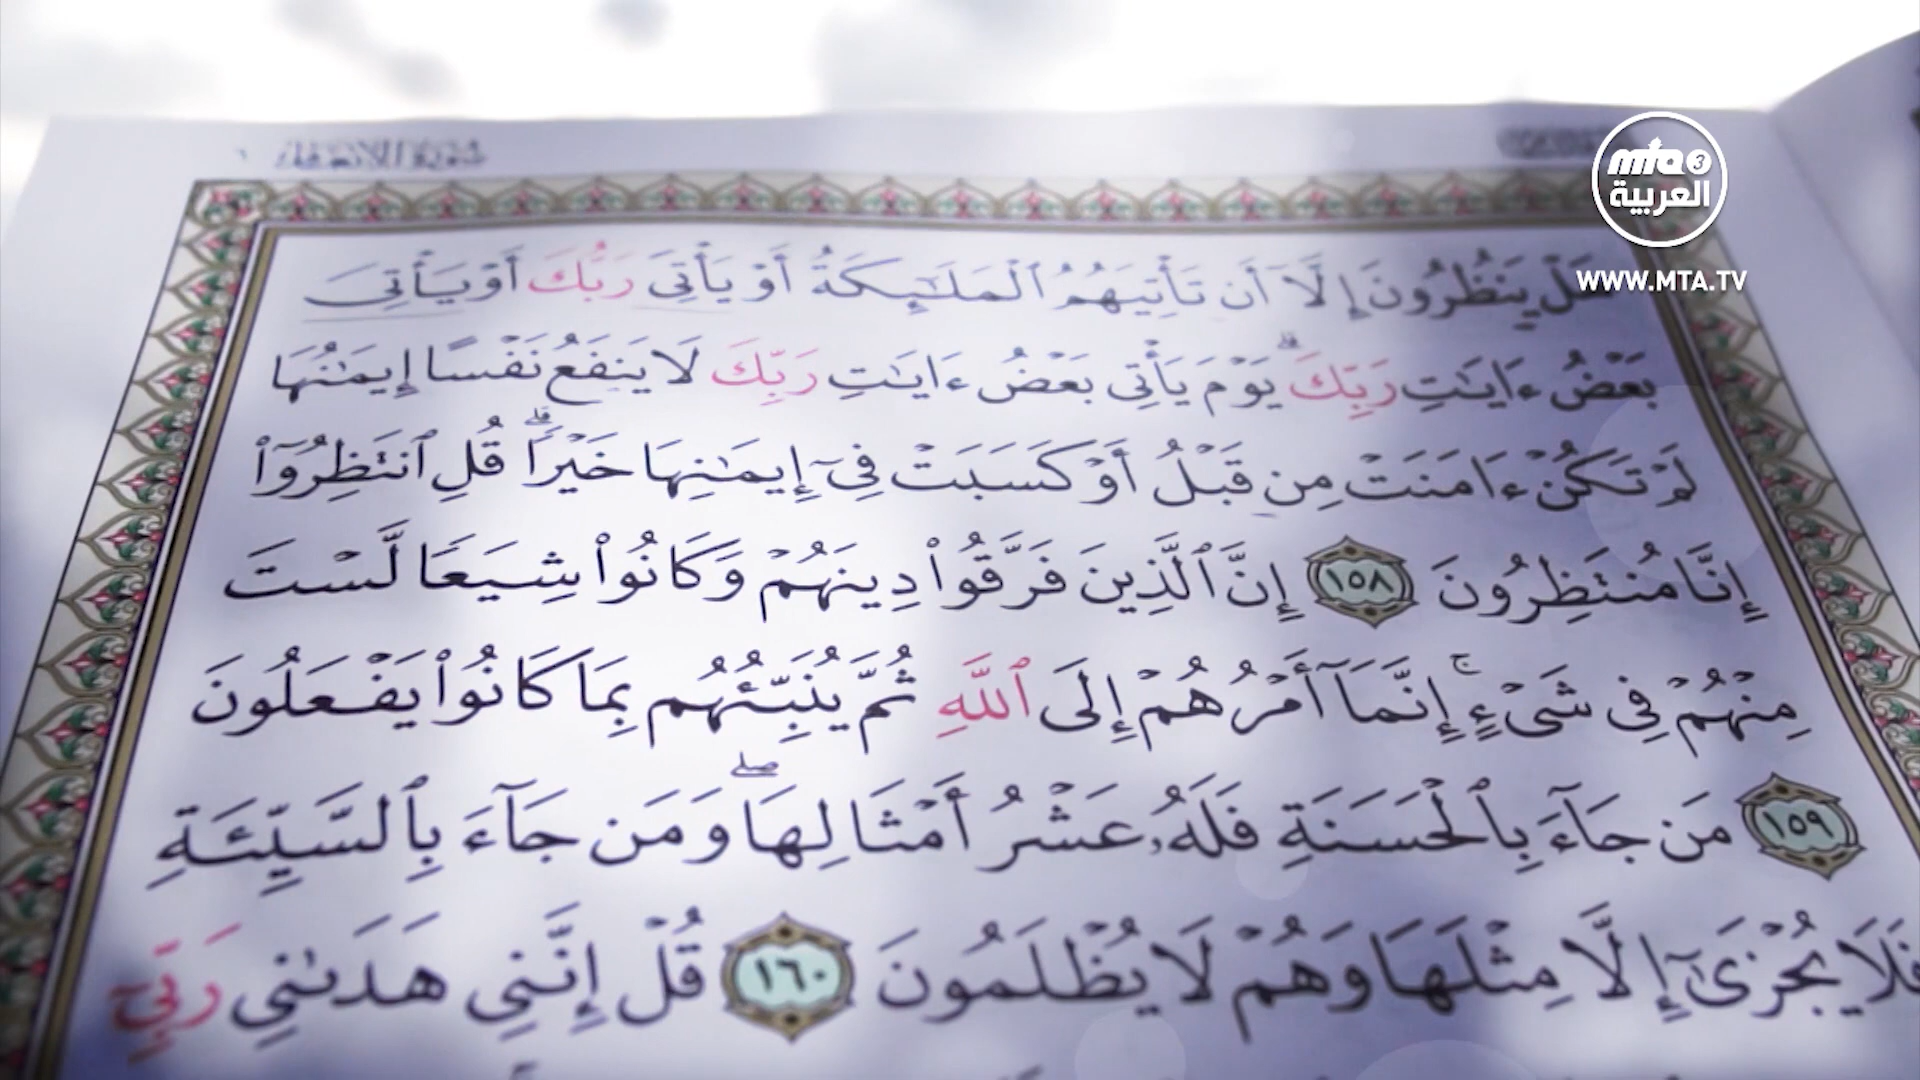 mta 3
العربية
WWW.MTA.TV
هَلْ يَنظُرُونَ إِلَّآ أَن تَأْتِيَهُمُ ٱلْمَلَـٰٓئِكَةُ أَوْ يَأْتِىَ رَبُّكَ أَوْ يَأْتِىَ
بَعْضُ ءَايَـٰتِ رَبِّكَ ۗ يَوْمَ يَأْتِى بَعْضُ ءَايَـٰتِ رَبِّكَ لَا يَنفَعُ نَفْسًا إِيمَـٰنُهَا
لَمْ تَكُنْ ءَامَنَتْ مِن قَبْلُ أَوْ كَسَبَتْ فِىٓ إِيمَـٰنِهَا خَيْرًا ۗ قُلِ ٱنتَظِرُوٓا۟
إِنَّا مُنتَظِرُونَ ١٥٨ إِنَّ ٱلَّذِينَ فَرَّقُوا۟ دِينَهُمْ وَكَانُوا۟ شِيَعًا لَّسْتَ
مِنْهُمْ فِى شَىْءٍ ۚ إِنَّمَآ أَمْرُهُمْ إِلَى ٱللَّهِ ثُمَّ يُنَبِّئُهُم بِمَا كَانُوا۟ يَفْعَلُونَ
١٥٩ مَن جَآءَ بِٱلْحَسَنَةِ فَلَهُۥ عَشْرُ أَمْثَالِهَا ۖ وَمَن جَآءَ بِٱلسَّيِّئَةِ
فَلَا يُجْزَىٰٓ إِلَّا مِثْلَهَا وَهُمْ لَا يُظْلَمُونَ ١٦٠ قُلْ إِنَّنِى هَدَىٰنِى رَبِّىٓ